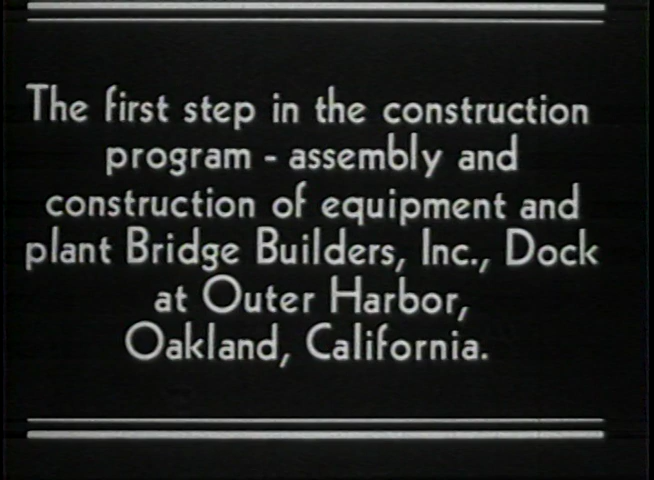 The first step in the construction
program - assembly and
construction of equipment and
plant Bridge Builders, Inc., Dock
at Outer Harbor,
Oakland, California.